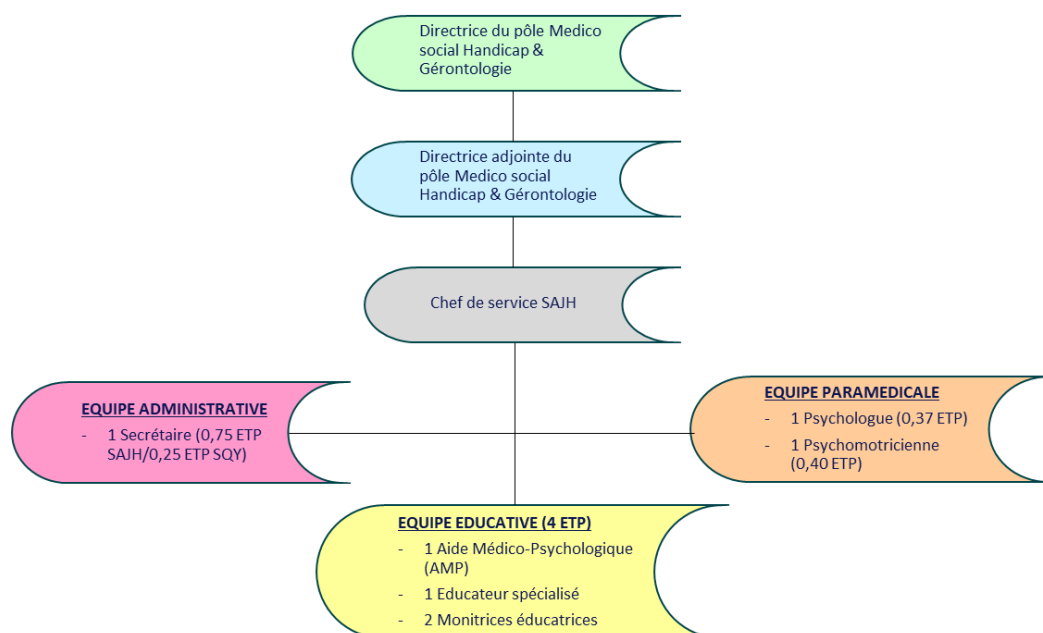 Directrice du pôle Medico
social Handicap &
Gérontologie
Directrice adjointe du
pôle Medico social
Handicap & Gérontologie
Chef de service SAJH
EQUIPE ADMINISTRATIVE
- 1 Secrétaire (0,75 ETP
SAJH/0,25 ETP SQY)
EQUIPE PARAMEDICALE
- 1 Psychologue (0,37 ETP)
- 1 Psychomotricienne
(0,40 ETP)
EQUIPE EDUCATIVE (4 ETP)
- 1 Aide Médico-Psychologique
(AMP)
- 1 Educateur spécialisé
- 2 Monitrices éducatrices